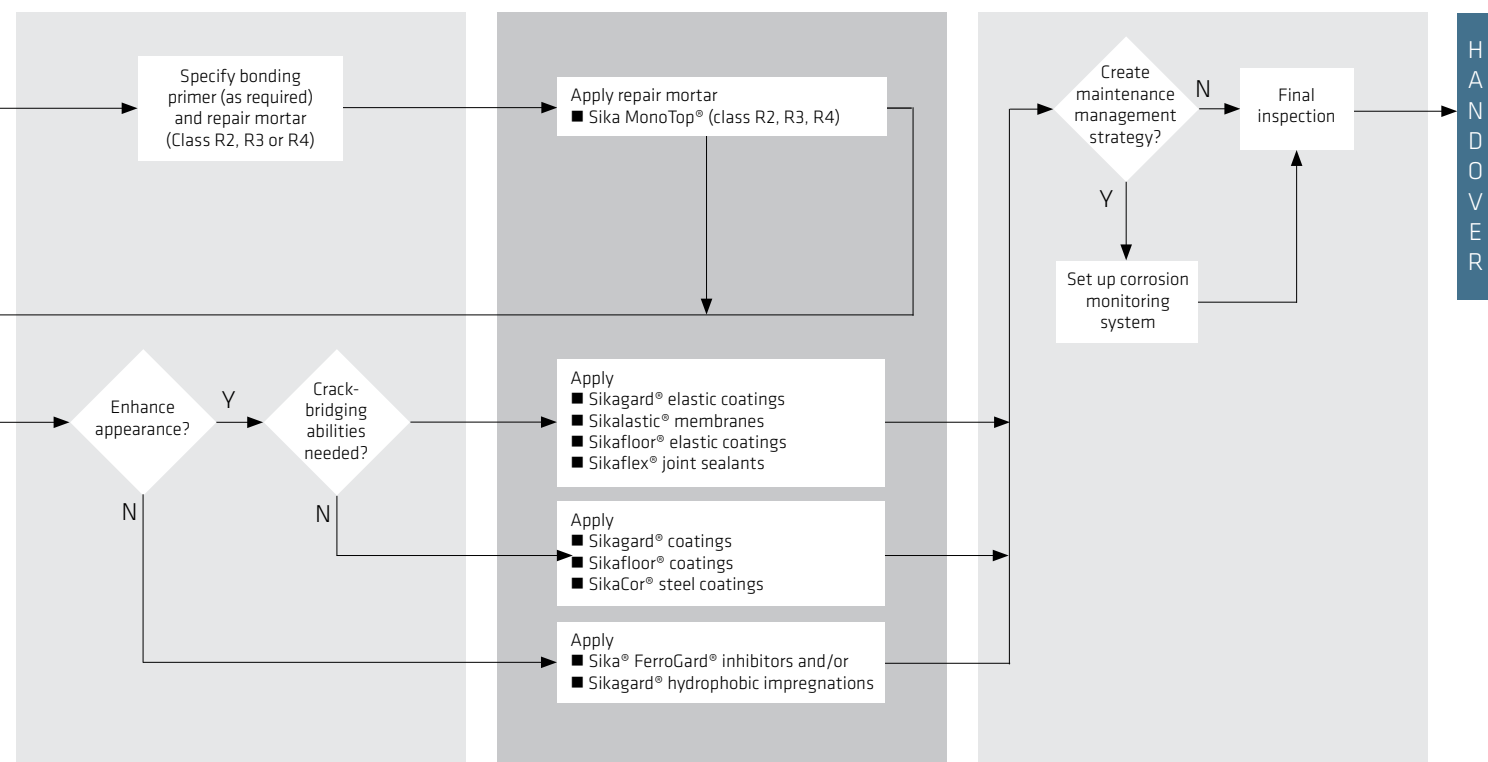 Specify bonding
primer (as required)
and repair mortar
(Class R2, R3 or R4)
Apply repair mortar
■ Sika MonoTop® (class R2, R3, R4)
Create
maintenance
management
strategy?
N
Final
inspection
Y
Set up corrosion
monitoring
system
H
A
N
D
O
V
E
R
Enhance
appearance?
Y
N
Crack-
bridging
abilities
needed?
N
Apply
■ Sikagard® elastic coatings
■ Sikalastic® membranes
■ Sikafloor® elastic coatings
■ Sikaflex® joint sealants
Apply
■ Sikagard® coatings
■ Sikafloor® coatings
■ SikaCor® steel coatings
Apply
■ Sika® FerroGard® inhibitors and/or
■ Sikagard® hydrophobic impregnations